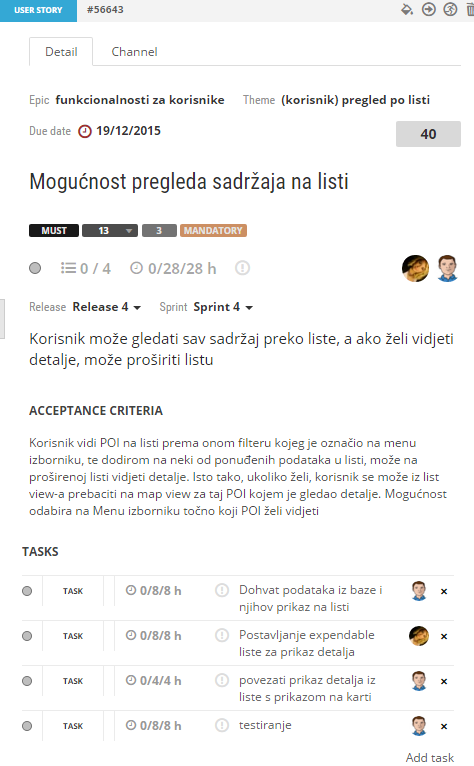 USER STORY #56643
Detail Channel
Epic funkcionalnosti za korisnike Theme (korisnik) pregled po listi
Due date 19/12/2015 40
Mogućnost pregleda sadržaja na listi
MUST 13 3 MANDATORY
0 / 4 0/28/28 h
Release Release 4 Sprint Sprint 4
Korisnik može gledati sav sadržaj preko liste, a ako želi vidjeti
detalje, može proširiti listu
ACCEPTANCE CRITERIA
Korisnik vidi POI na listi prema onom filteru kojeg je označio na menu
izborniku, te dodirom na neki od ponuđenih podataka u listi, može na
proširenoj listi vidjeti detalje. Isto tako, ukoliko želi, korisnik se može iz list
view-a prebaciti na map view za taj POI kojem je gledao detalje. Mogućnost
odabira na Menu izborniku točno koji POI želi vidjeti
TASKS
TASK 0/8/8 h Dohvat podataka iz baze i
njihov prikaz na listi
TASK 0/8/8 h Postavljanje expendable
liste za prikaz detalja
TASK 0/4/4 h povezati prikaz detalja iz
liste s prikazom na karti
TASK 0/8/8 h testiranje
Add task